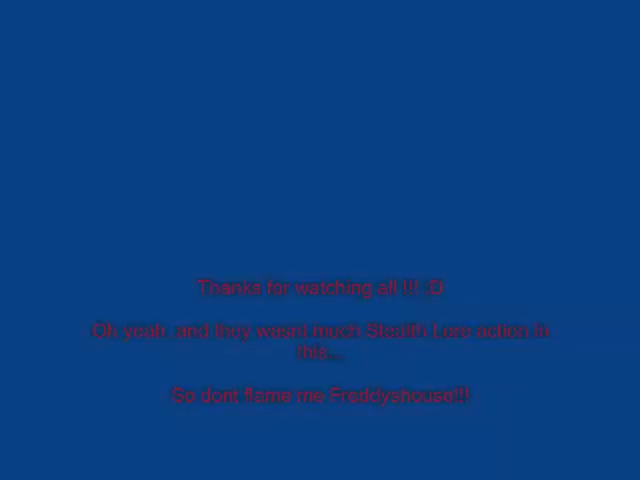 Thanks for watching all !!! :D
Oh yeah, and they wasnt much Stealth Lore action in
this...
So dont flame me Freddyshouse!!!